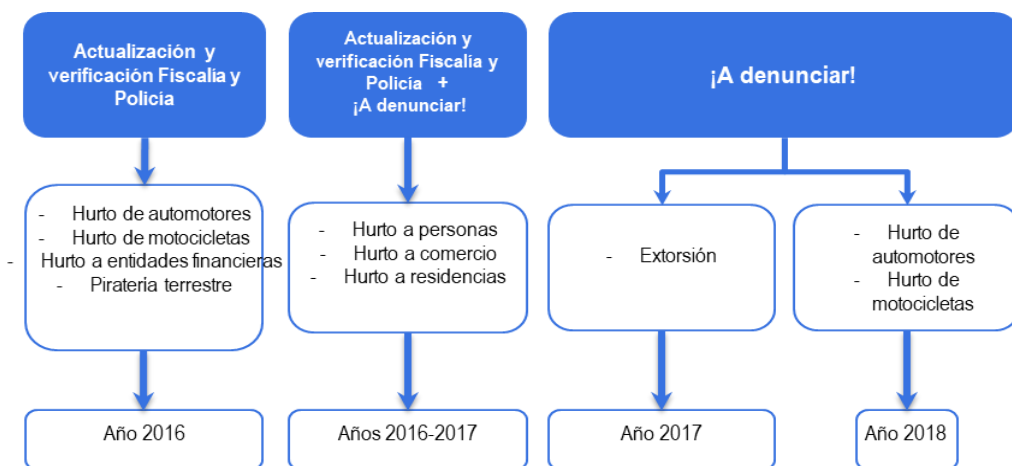 Actualización y
verificación Fiscalia y
Policía
Actualización y
verificación Fiscalia y
Policía +
¡A denunciar!
¡A denunciar!
- Hurto de automotores
- Hurto de motocicletas
- Hurto a entidades financieras
- Piratería terrestre
- Hurto a personas
- Hurto a comercio
- Hurto a residencias
- Extorsión
- Hurto de
automotores
- Hurto de
motocicletas
Año 2016
Años 2016-2017
Año 2017
Año 2018